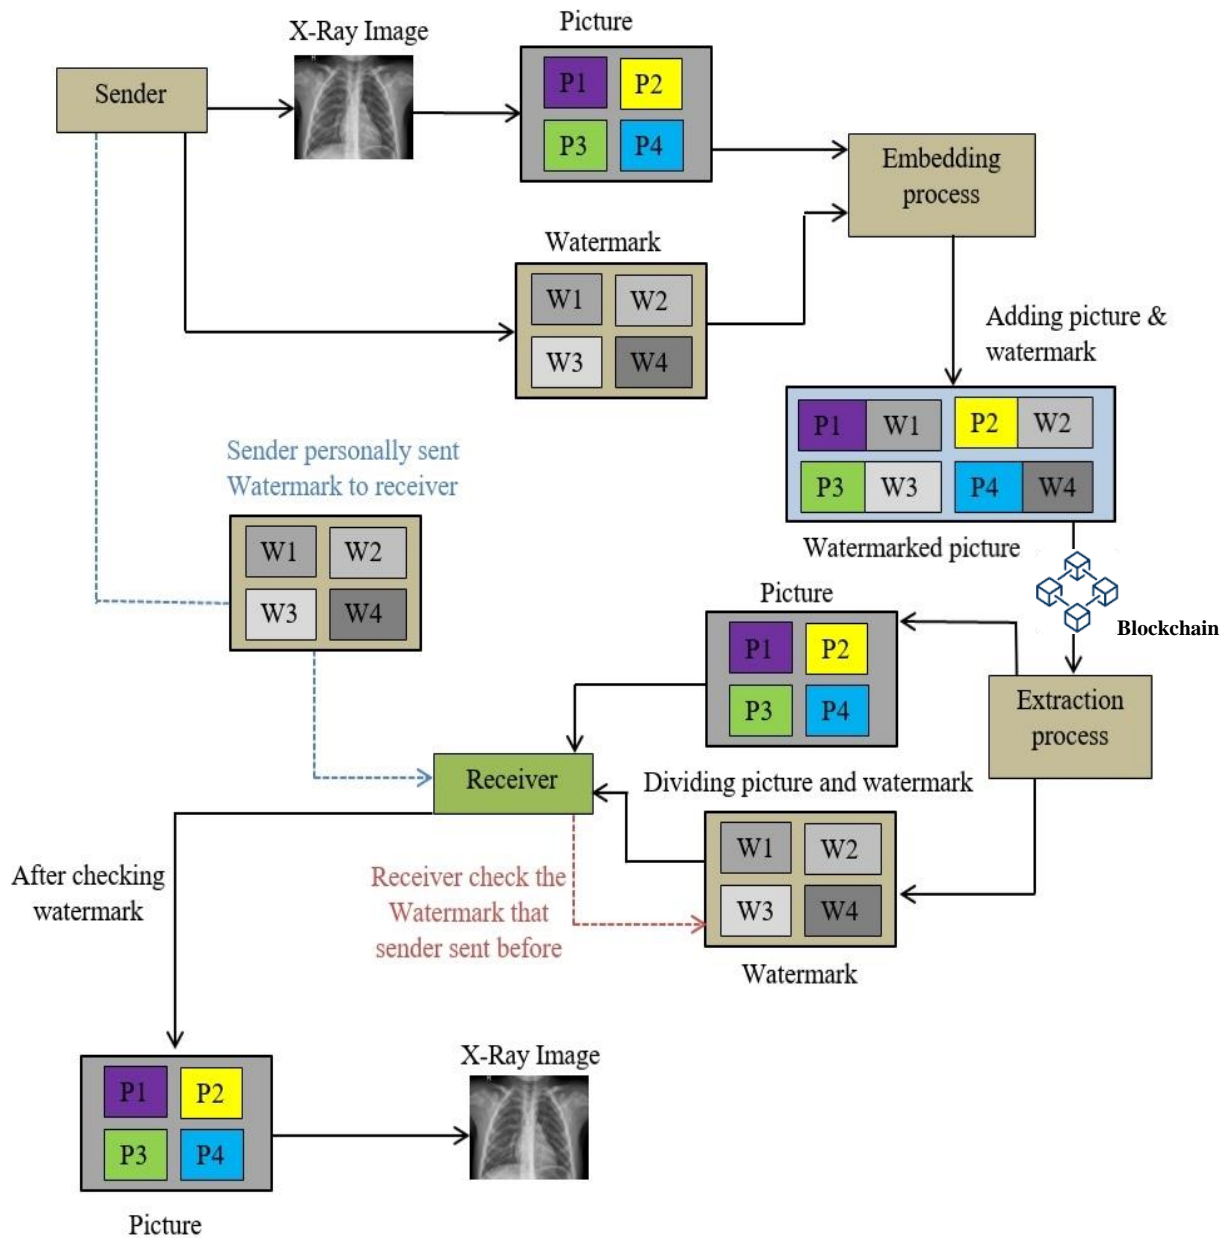 X-Ray Image
Picture
Sender
P1 P2
P3 P4
Embedding
process
Watermark
W1 W2
W3 W4
Adding picture &
watermark
P1 W1 P2 W2
P3 W3 P4 W4
Watermarked picture
Sender personally sent
Watermark to receiver
W1 W2
W3 W4
Blockchain
Picture
P1 P2
P3 P4
Extraction
process
Receiver
Dividing picture and watermark
W1 W2
W3 W4
Watermark
Receiver check the
Watermark that
sender sent before
After checking
watermark
P1 P2
P3 P4
Picture
X-Ray Image